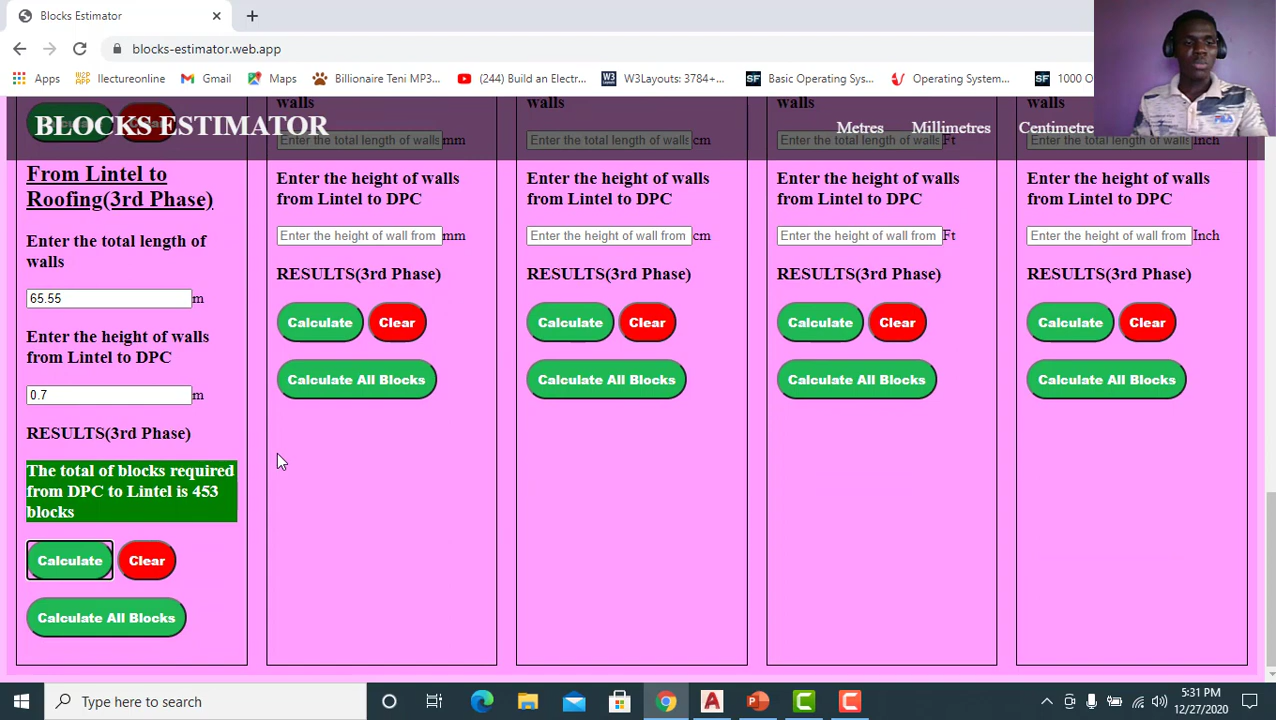 Blocks Estimator
blocks-estimator.web.app
Apps
lectureonline
Gmail
Maps
Billionaire Teni MP3...
(244) Build an Electr...
W3Layouts: 3784+...
Basic Operating Sys...
Operating System...
1000 O
BLOCKS ESTIMATOR
Metres
Millimetres
Centimetre
From Lintel to
Roofing(3rd Phase)
Enter the total length of
walls
65.55
m
Enter the height of walls
from Lintel to DPC
0.7
m
RESULTS(3rd Phase)
The total of blocks required
from DPC to Lintel is 453
blocks
Calculate
Clear
Calculate All Blocks
walls
Enter the total length of walls
mm
Enter the height of walls
from Lintel to DPC
Enter the height of wall from
mm
RESULTS(3rd Phase)
Calculate
Clear
Calculate All Blocks
walls
Enter the total length of walls
cm
Enter the height of walls
from Lintel to DPC
Enter the height of wall from
cm
RESULTS(3rd Phase)
Calculate
Clear
Calculate All Blocks
walls
Enter the total length of walls
Ft
Enter the height of walls
from Lintel to DPC
Enter the height of wall from
Ft
RESULTS(3rd Phase)
Calculate
Clear
Calculate All Blocks
walls
Enter the total length of walls
Inch
Enter the height of walls
from Lintel to DPC
Enter the height of wall from
Inch
RESULTS(3rd Phase)
Calculate
Clear
Calculate All Blocks
Type here to search
5:31 PM
12/27/2020